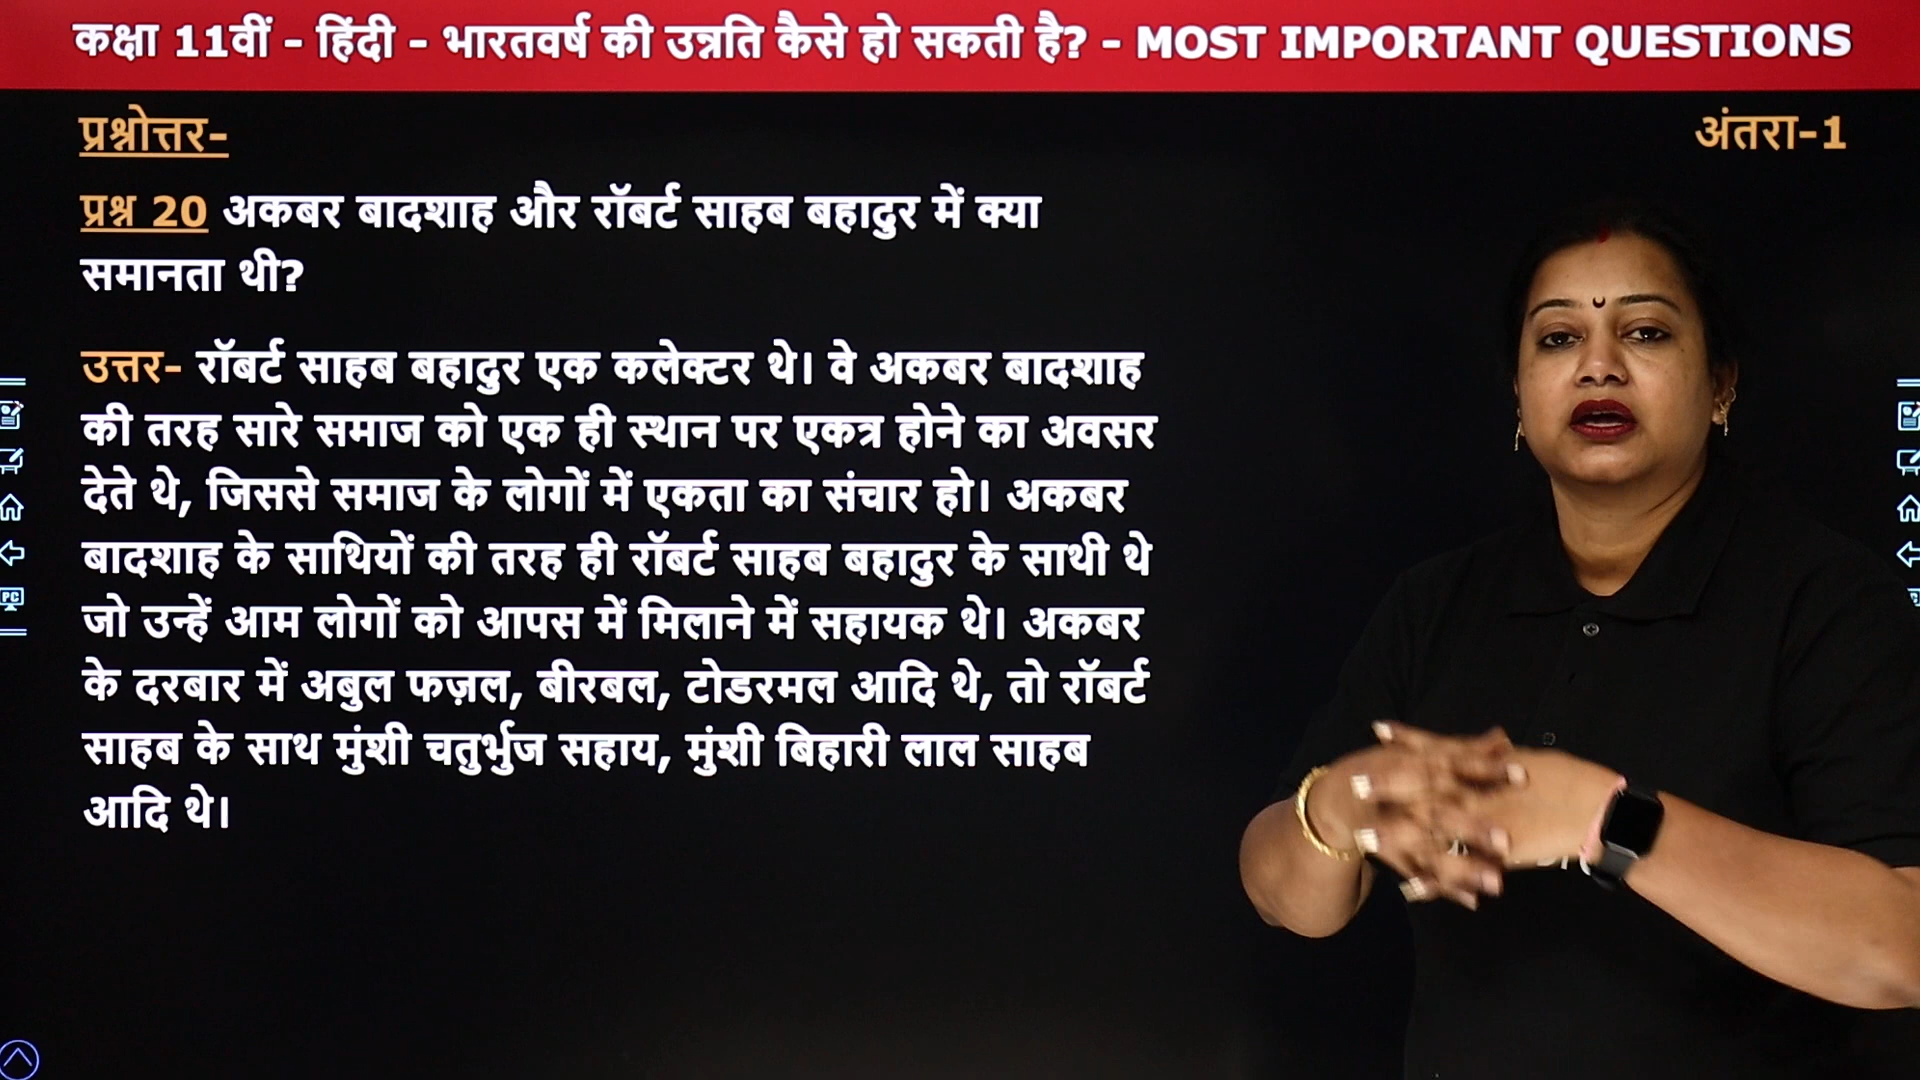 कक्षा 11वीं - हिंदी - भारतवर्ष की उन्नति कैसे हो सकती है? - MOST IMPORTANT QUESTIONS
प्रश्नोत्तर-
अंतरा-1
प्रश्न 20 अकबर बादशाह और रॉबर्ट साहब बहादुर में क्या
समानता थी?
उत्तर- रॉबर्ट साहब बहादुर एक कलेक्टर थे। वे अकबर बादशाह
की तरह सारे समाज को एक ही स्थान पर एकत्र होने का अवसर
देते थे, जिससे समाज के लोगों में एकता का संचार हो। अकबर
बादशाह के साथियों की तरह ही रॉबर्ट साहब बहादुर के साथी थे
जो उन्हें आम लोगों को आपस में मिलाने में सहायक थे। अकबर
के दरबार में अबुल फज़ल, बीरबल, टोडरमल आदि थे, तो रॉबर्ट
साहब के साथ मुंशी चतुर्भुज सहाय, मुंशी बिहारी लाल साहब
आदि थे।
PC